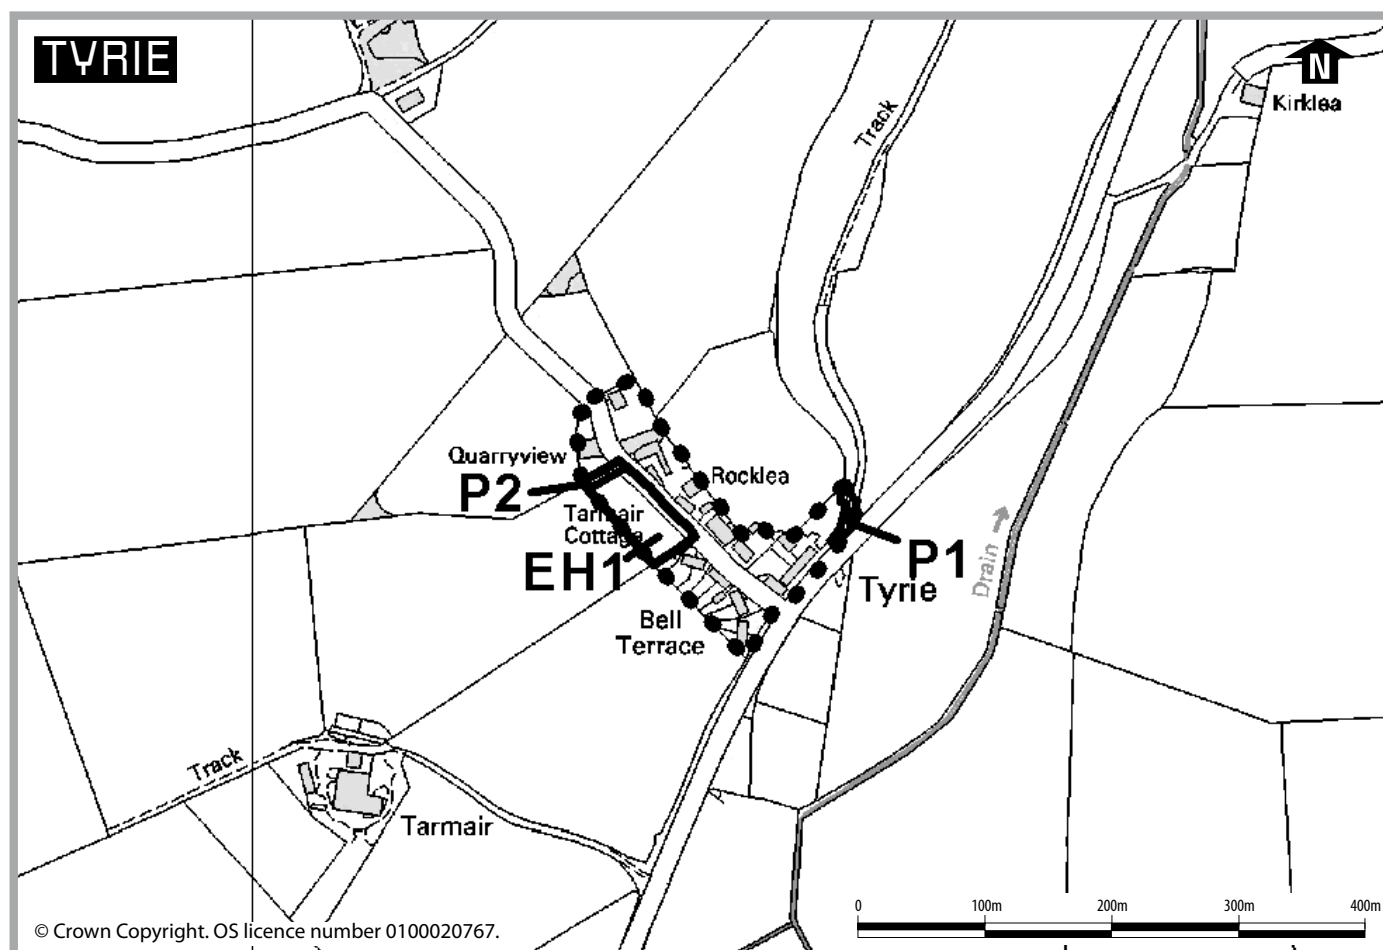 TYRIE
N
Kirklea
Track
Quarryview
P2
Rocklea
Tarmair
Cottage
EH1
P1
Tyrie
Drain
Bell
Terrace
Track
Tarmair
0 100m 200m 300m 400m
© Crown Copyright. OS licence number 0100020767.